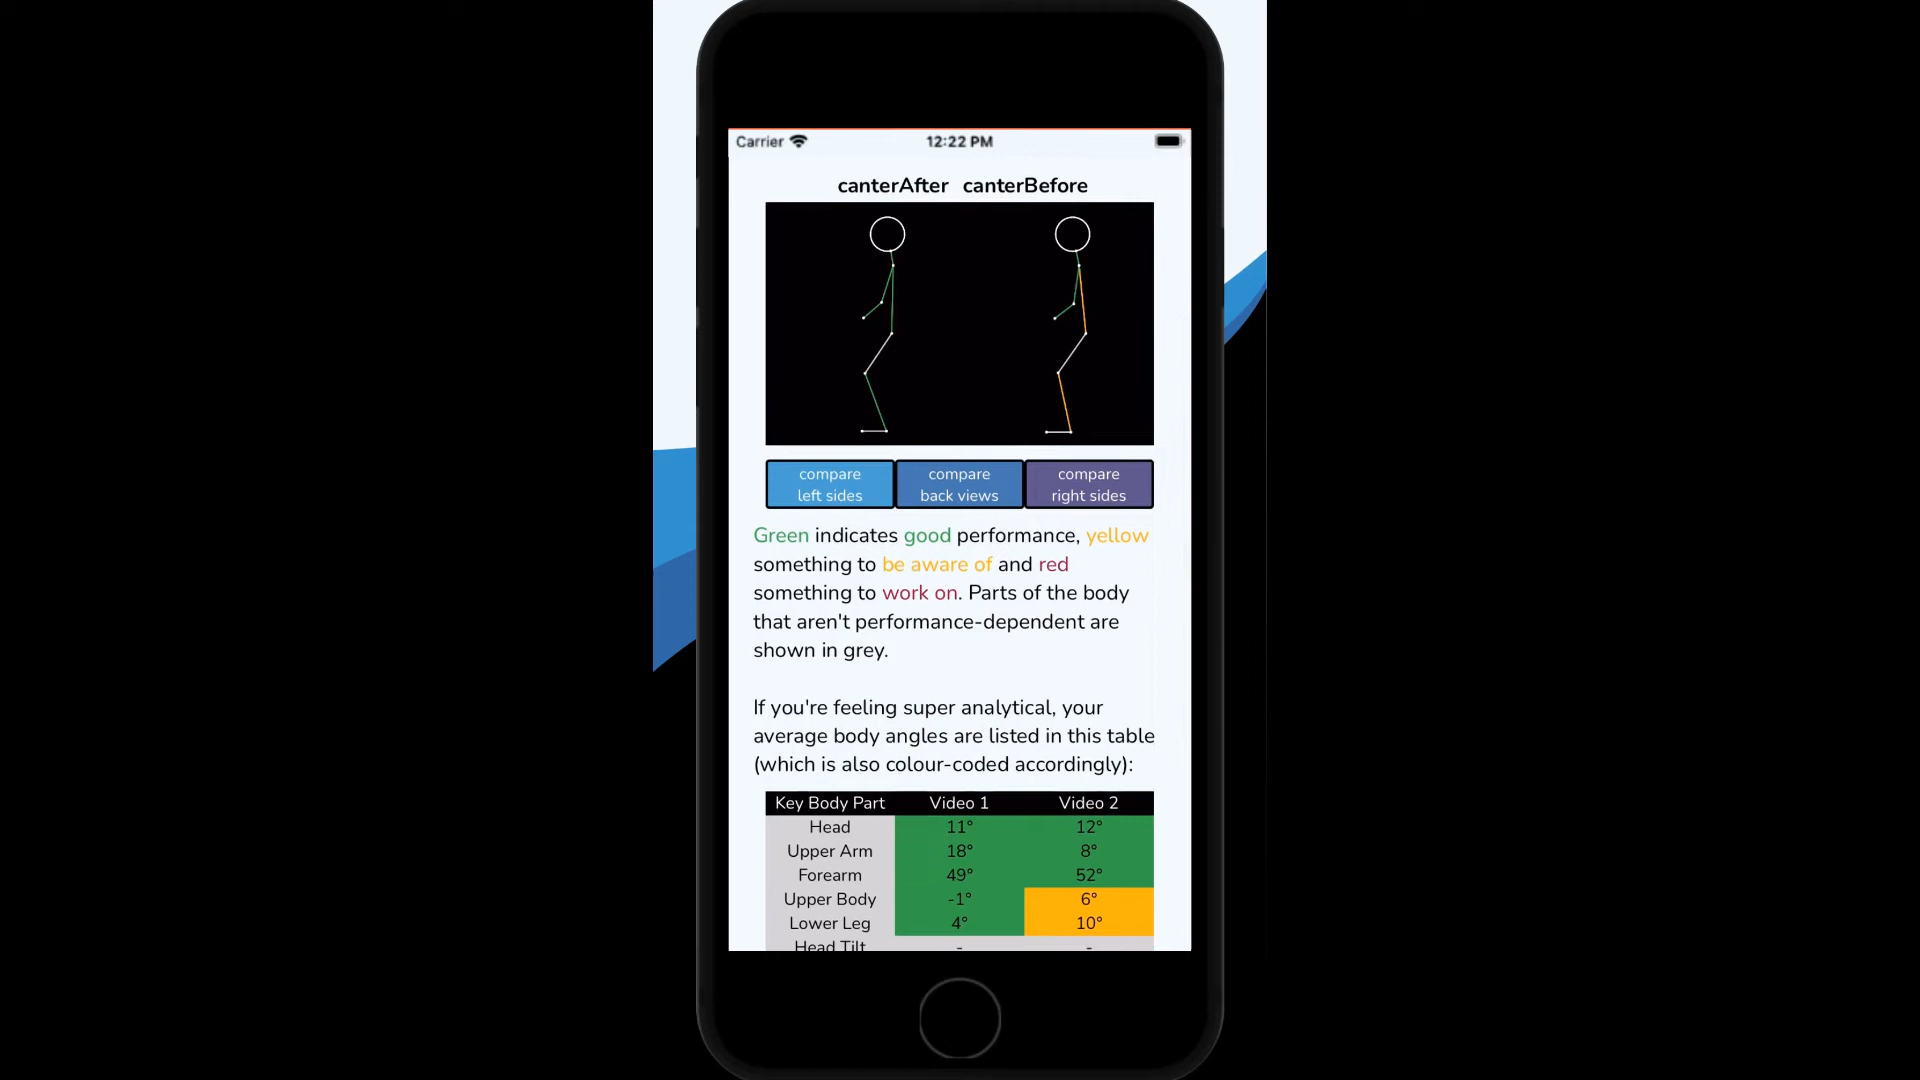 Carrier 12:22 PM
canterAfter canterBefore
compare left sides
compare back views
compare right sides
Green indicates good performance, yellow
something to be aware of and red
something to work on. Parts of the body
that aren't performance-dependent are
shown in grey.
If you're feeling super analytical, your
average body angles are listed in this table
(which is also colour-coded accordingly):
Key Body Part Video 1 Video 2
Head 11° 12°
Upper Arm 18° 8°
Forearm 49° 52°
Upper Body -1° 6°
Lower Leg 4° 10°
Head Tilt - -